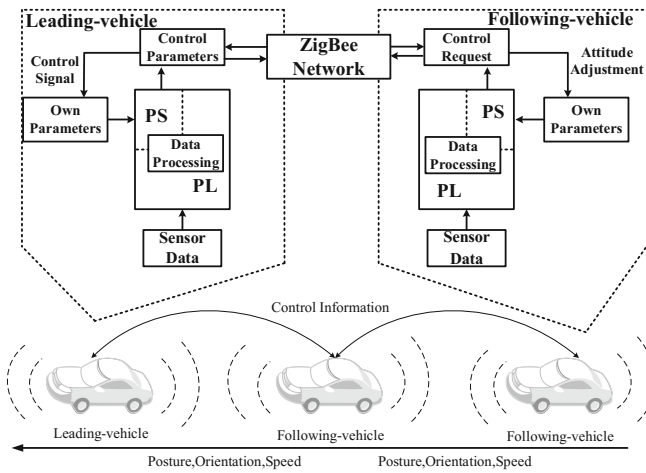 Leading-vehicle
Control
Signal
Control
Parameters
Own
Parameters
PS
Data
Processing
PL
Sensor
Data
ZigBee
Network
Following-vehicle
Control
Request
Attitude
Adjustment
Own
Parameters
PS
Data
Processing
PL
Sensor
Data
Control Information
Leading-vehicle
Following-vehicle
Following-vehicle
Posture,Orientation,Speed
Posture,Orientation,Speed